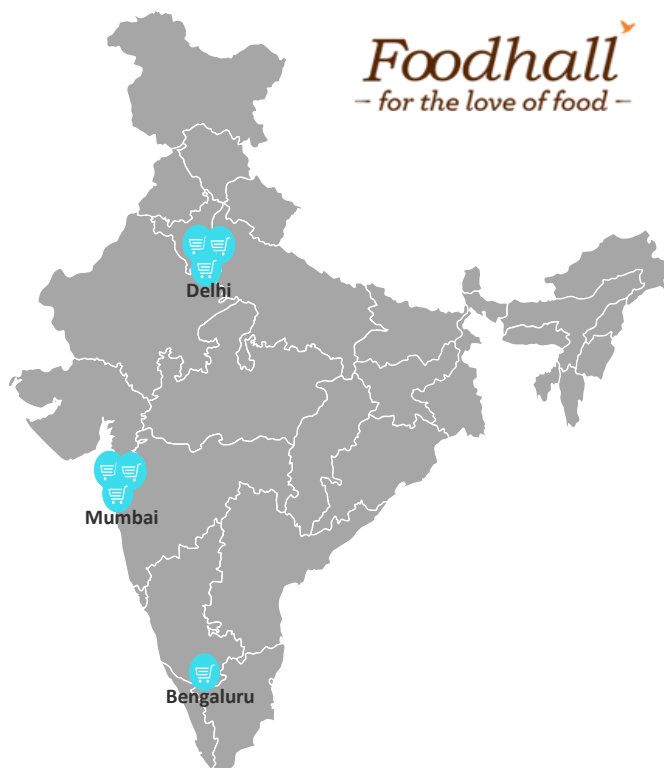 Foodhall
– for the love of food –
Delhi
Mumbai
Bengaluru